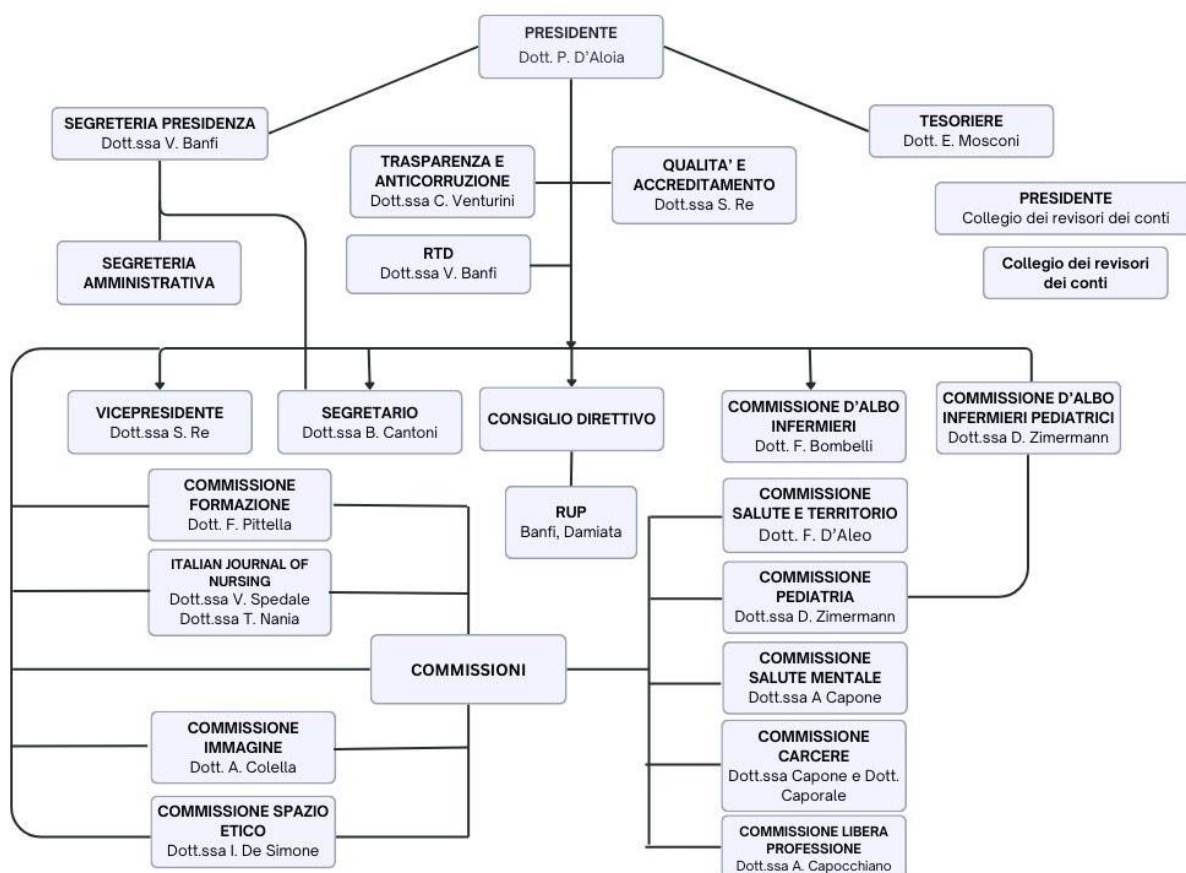 PRESIDENTE
Dott. P. D'Aloia
SEGRETERIA PRESIDENZA
Dott.ssa V. Banfi
TESORIERE
Dott. E. Mosconi
TRASPARENZA E
ANTICORRUZIONE
Dott.ssa C. Venturini
QUALITA' E
ACCREDITAMENTO
Dott.ssa S. Re
PRESIDENTE
Collegio dei revisori dei conti
SEGRETERIA
AMMINISTRATIVA
RTD
Dott.ssa V. Banfi
Collegio dei revisori
dei conti
VICEPRESIDENTE
Dott.ssa S. Re
SEGRETARIO
Dott.ssa B. Cantoni
CONSIGLIO DIRETTIVO
COMMISSIONE D'ALBO
INFERMIERI
Dott. F. Bombelli
COMMISSIONE D'ALBO
INFERMIERI PEDIATRICI
Dott.ssa D. Zimermann
COMMISSIONE
FORMAZIONE
Dott. F. Pittella
RUP
Banfi, Damiata
COMMISSIONE
SALUTE E TERRITORIO
Dott. F. D'Aleo
ITALIAN JOURNAL OF
NURSING
Dott.ssa V. Spedale
Dott.ssa T. Nania
COMMISSIONE
PEDIATRIA
Dott.ssa D. Zimermann
COMMISSIONI
COMMISSIONE
SALUTE MENTALE
Dott.ssa A Capone
COMMISSIONE
IMMAGINE
Dott. A. Colella
COMMISSIONE
CARCERE
Dott.ssa Capone e Dott.
Caporale
COMMISSIONE SPAZIO
ETICO
Dott.ssa I. De Simone
COMMISSIONE LIBERA
PROFESSIONE
Dott.ssa A. Capocchiano